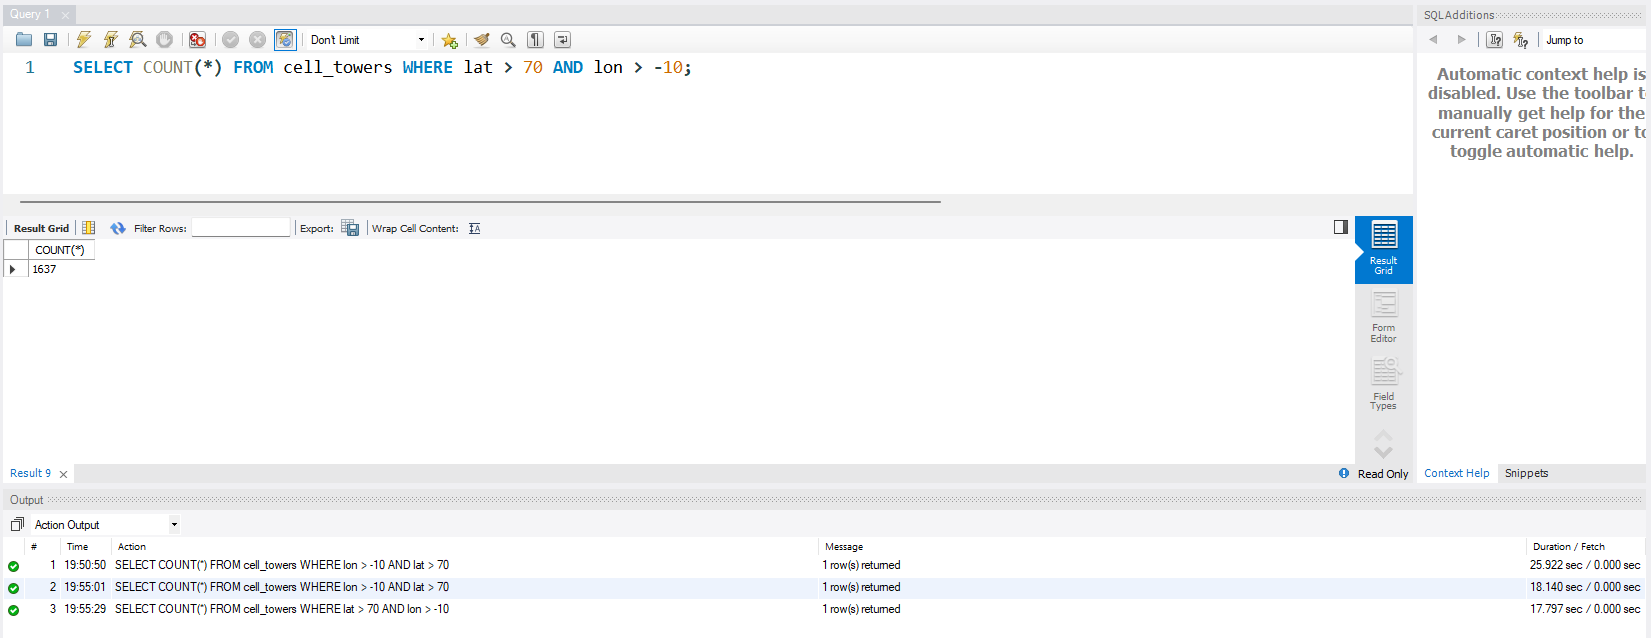 Query 1
Don't Limit
1 SELECT COUNT(*) FROM cell_towers WHERE lat > 70 AND lon > -10;
Result Grid Filter Rows: Export: Wrap Cell Content:
COUNT(*)
1637
Result
Grid
Form
Editor
Field
Types
Result 9
Read Only
SQLAdditions
Jump to
Automatic context help is
disabled. Use the toolbar t
manually get help for the
current caret position or to
toggle automatic help.
Context Help Snippets
Output
Action Output
# Time Action Message Duration / Fetch
1 19:50:50 SELECT COUNT(*) FROM cell_towers WHERE lon > -10 AND lat > 70 1 row(s) returned 25.922 sec / 0.000 sec
2 19:55:01 SELECT COUNT(*) FROM cell_towers WHERE lon > -10 AND lat > 70 1 row(s) returned 18.140 sec / 0.000 sec
3 19:55:29 SELECT COUNT(*) FROM cell_towers WHERE lat > 70 AND lon > -10 1 row(s) returned 17.797 sec / 0.000 sec